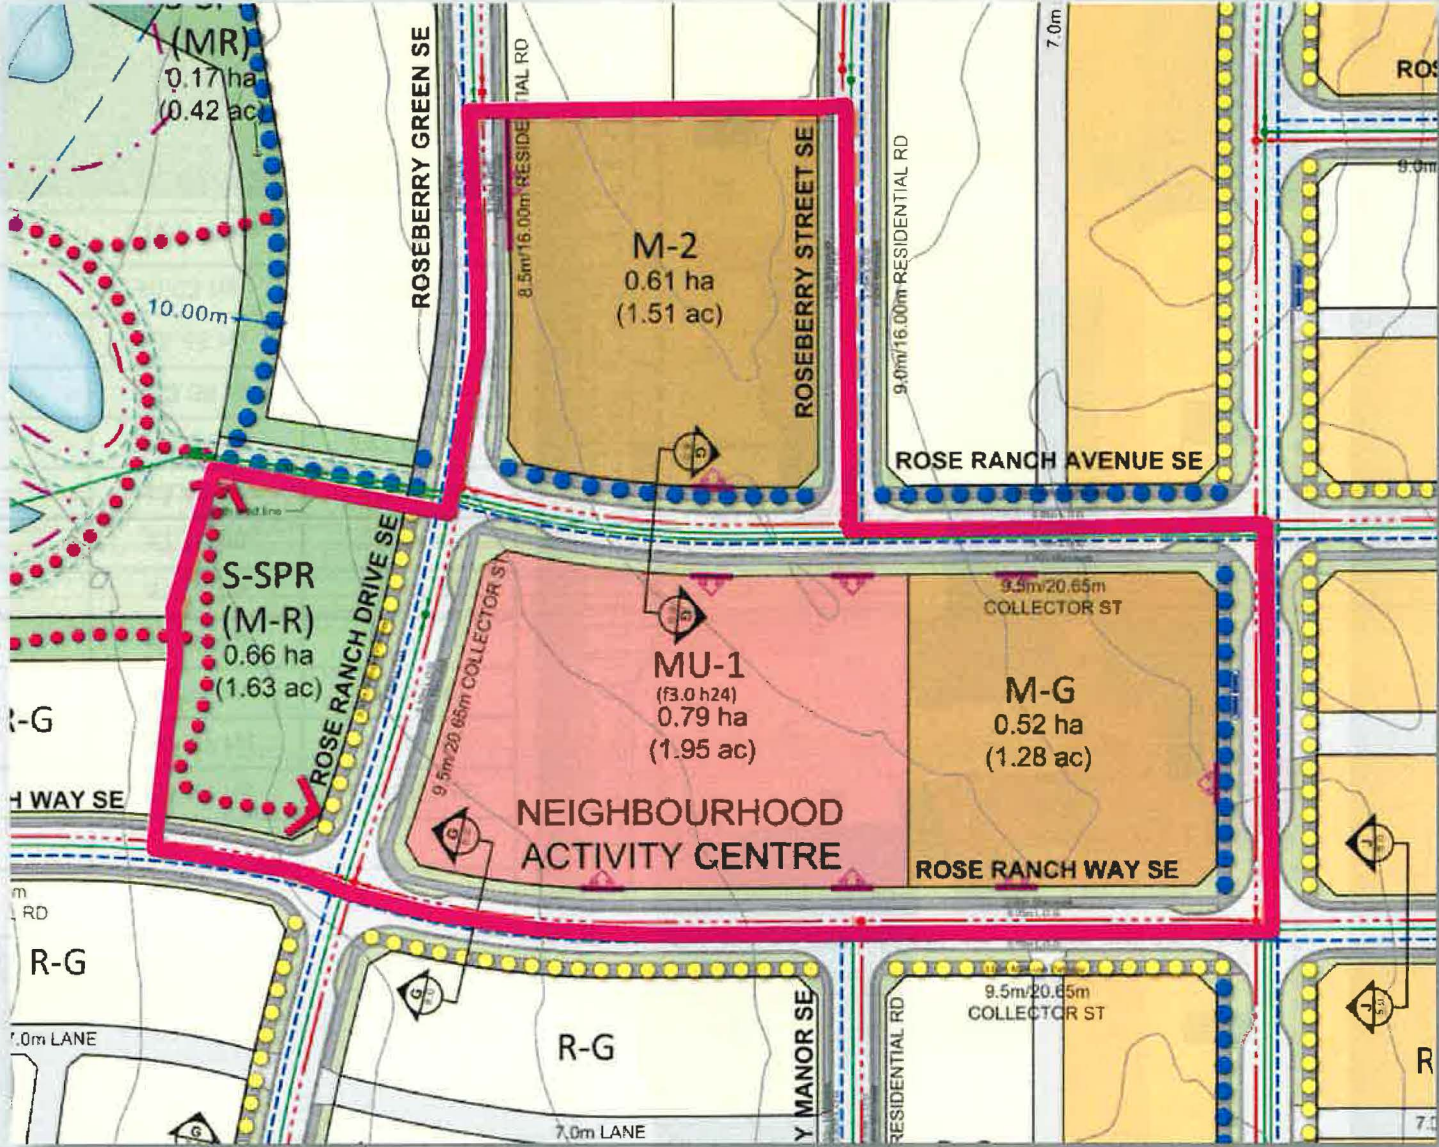 (MR)
0.17 ha
(0.42 ac)
ROSEBERRY GREEN SE
8.5m/16.00m RESIDENTIAL RD
M-2
0.61 ha
(1.51 ac)
ROSEBERRY STREET SE
9.0m/16.00m RESIDENTIAL RD
7.0m
9.0m
10.00m
ROSE RANCH AVENUE SE
S-SPR
(M-R)
0.66 ha
(1.63 ac)
ROSE RANCH DRIVE SE
9.5m/20.65m COLLECTOR S
G
G
MU-1
(f3.0 h24)
0.79 ha
(1.95 ac)
NEIGHBOURHOOD
ACTIVITY CENTRE
9.5m/20.65m
COLLECTOR ST
M-G
0.52 ha
(1.28 ac)
ROSE RANCH WAY SE
R-G
H WAY SE
G
G
J
J
m
RD
R-G
7.0m LANE
R-G
7.0m LANE
Y MANOR SE
RESIDENTIAL RD
9.5m/20.65m
COLLECTOR ST
G
R